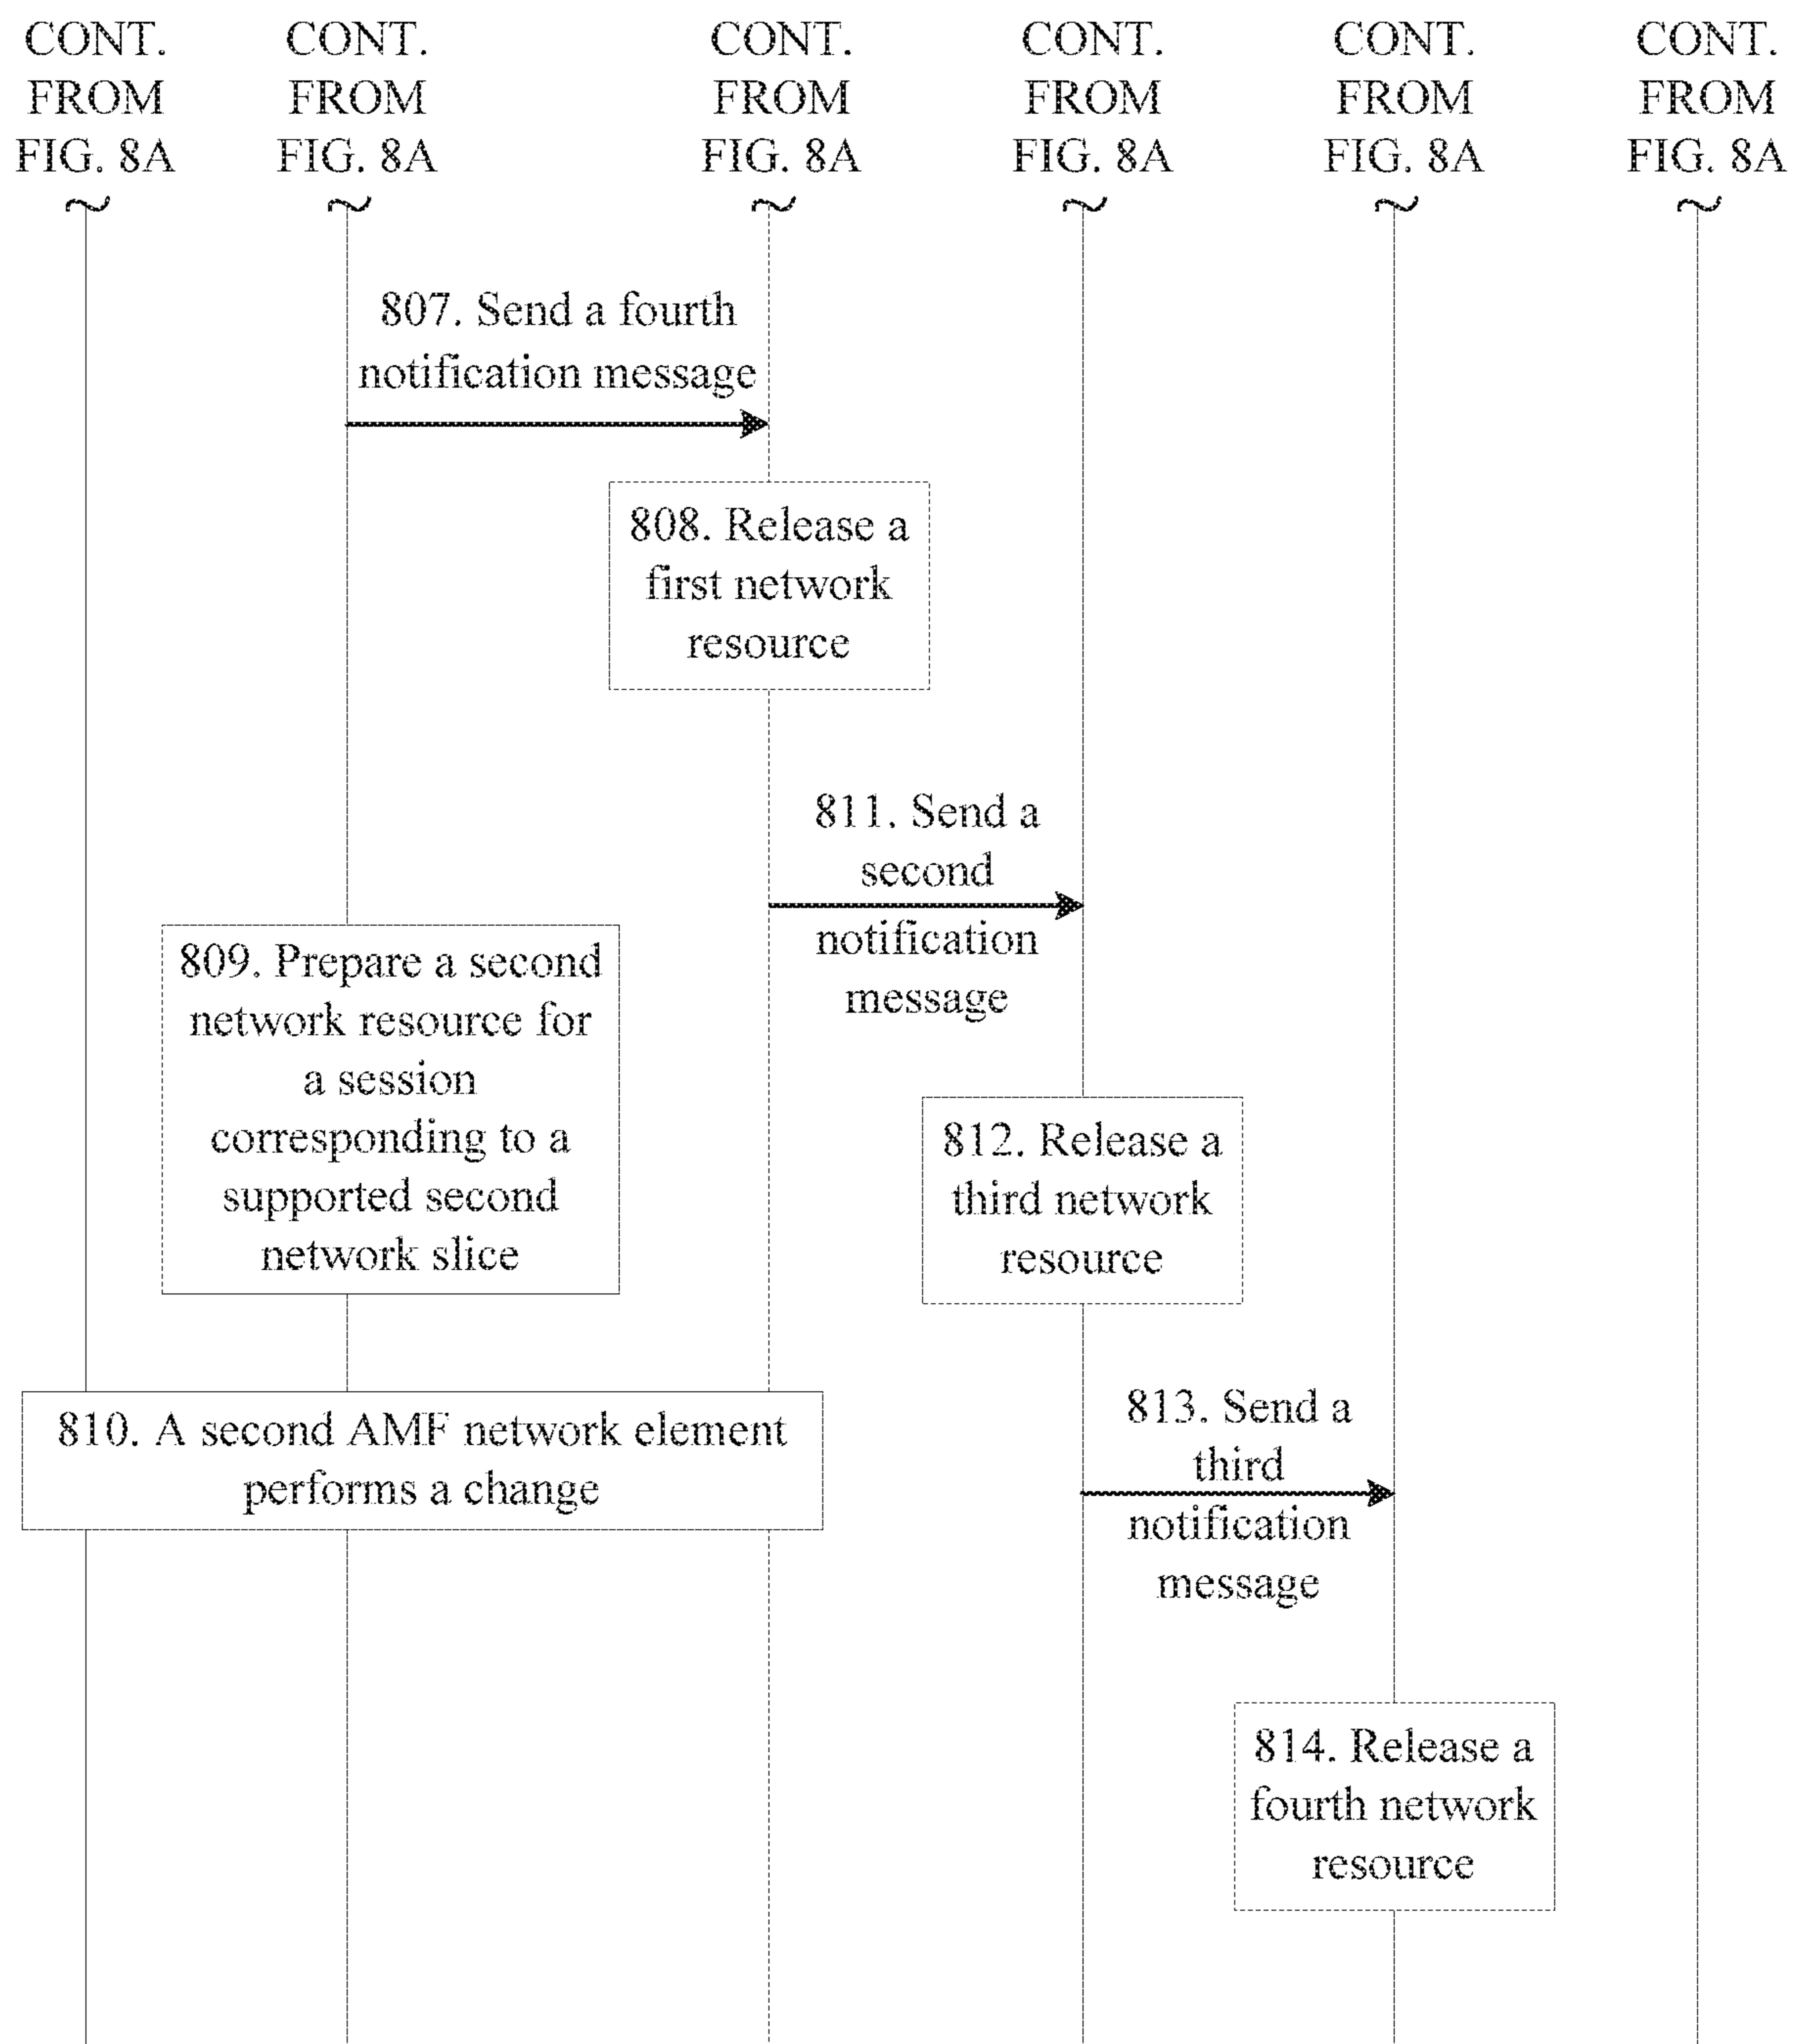 CONT.
FROM
FIG. 8A
CONT.
FROM
FIG. 8A
CONT.
FROM
FIG. 8A
CONT.
FROM
FIG. 8A
CONT.
FROM
FIG. 8A
CONT.
FROM
FIG. 8A
807. Send a fourth
notification message
808. Release a
first network
resource
811. Send a
second
notification
message
809. Prepare a second
network resource for
a session
corresponding to a
supported second
network slice
812. Release a
third network
resource
810. A second AMF network element
performs a change
813. Send a
third
notification
message
814. Release a
fourth network
resource